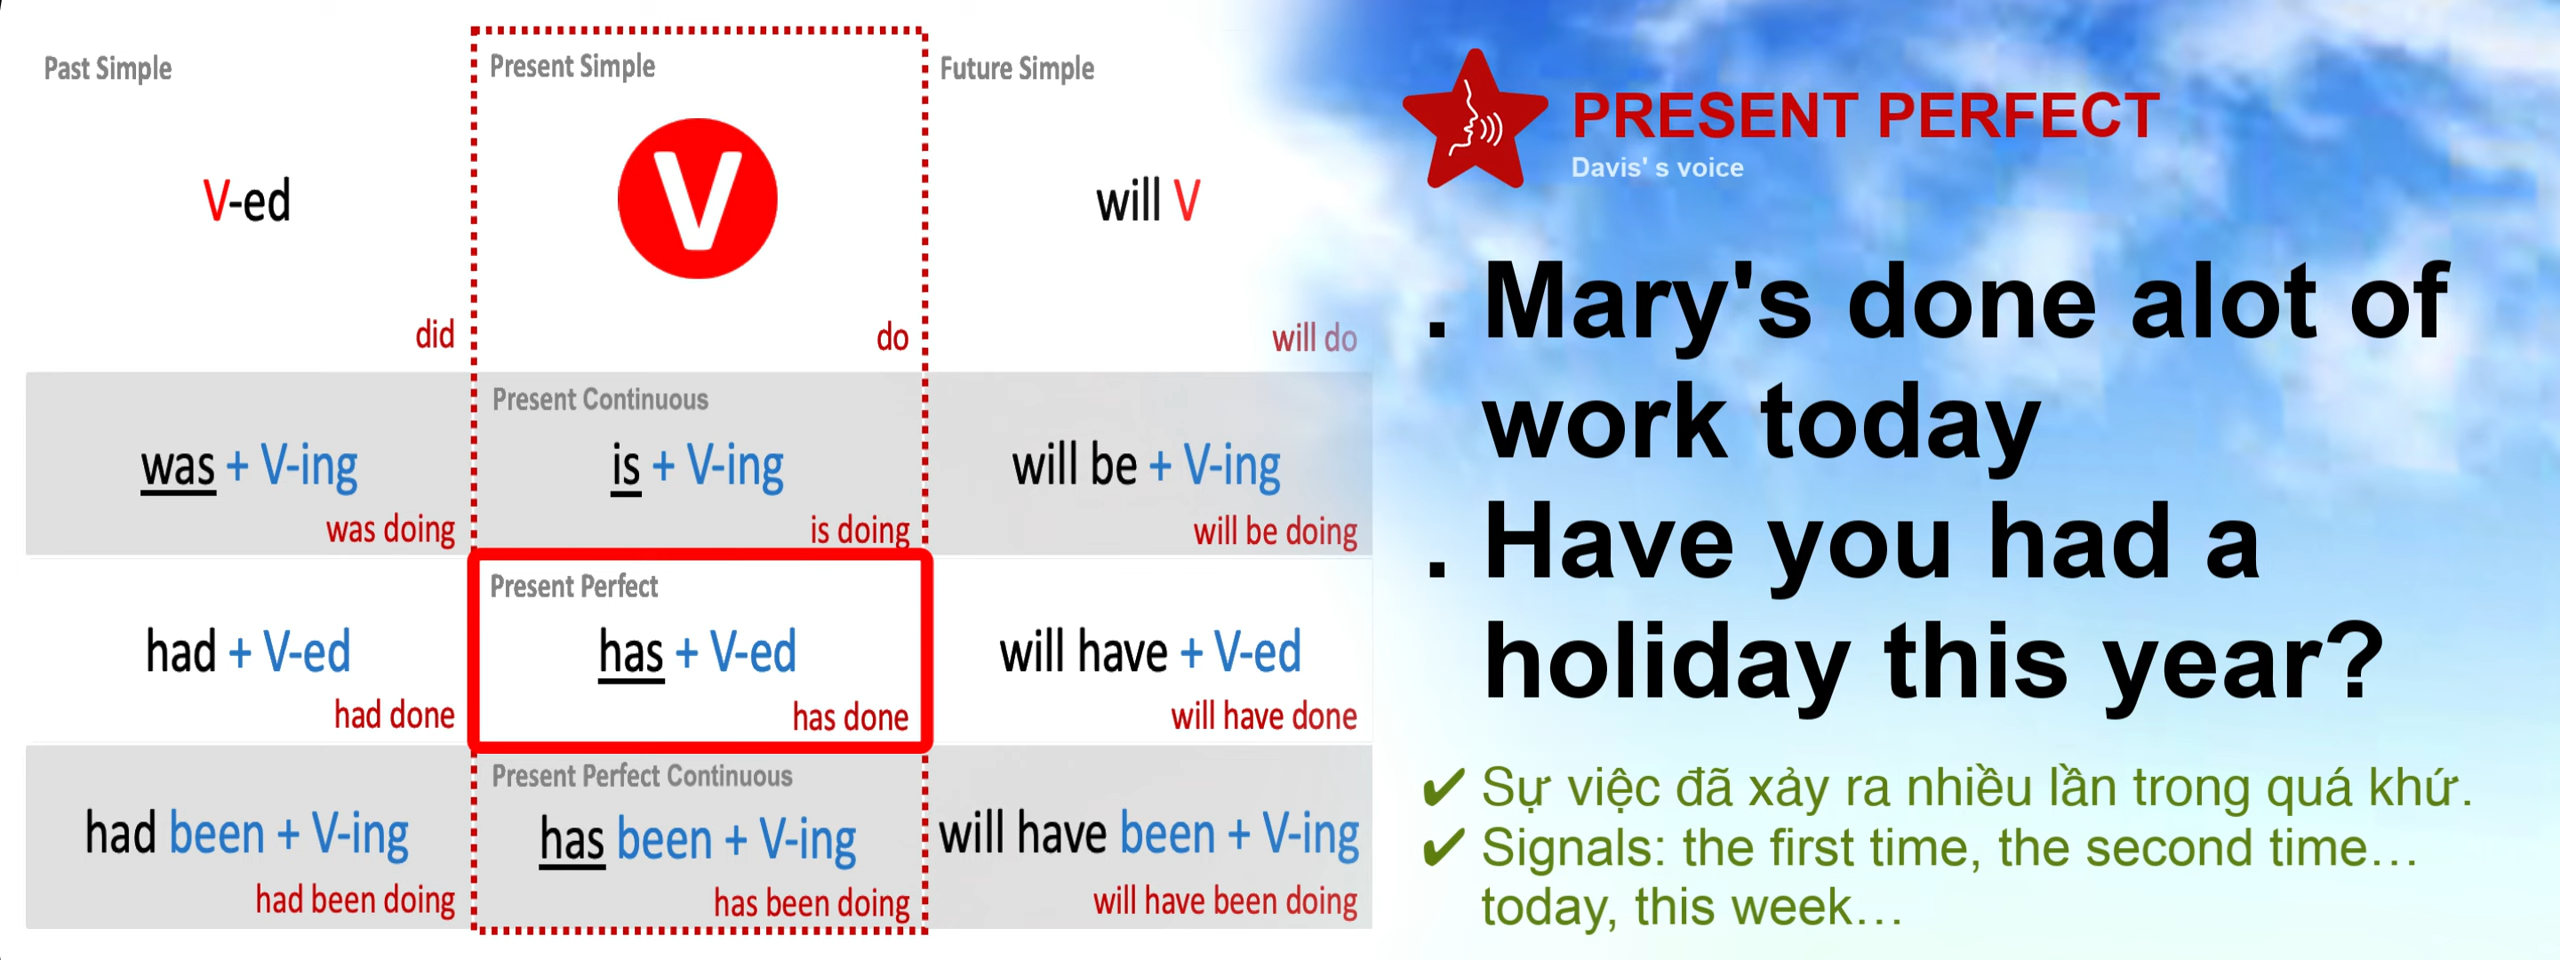 Past Simple
V-ed
did
Present Simple
V
do
Future Simple
will V
will do
was + V-ing
was doing
Present Continuous
is + V-ing
is doing
will be + V-ing
will be doing
had + V-ed
had done
Present Perfect
has + V-ed
has done
will have + V-ed
will have done
had been + V-ing
had been doing
Present Perfect Continuous
has been + V-ing
has been doing
will have been + V-ing
will have been doing
PRESENT PERFECT
Davis' s voice
. Mary's done alot of
work today
. Have you had a
holiday this year?
✔ Sự việc đã xảy ra nhiều lần trong quá khứ.
✔ Signals: the first time, the second time…
today, this week…